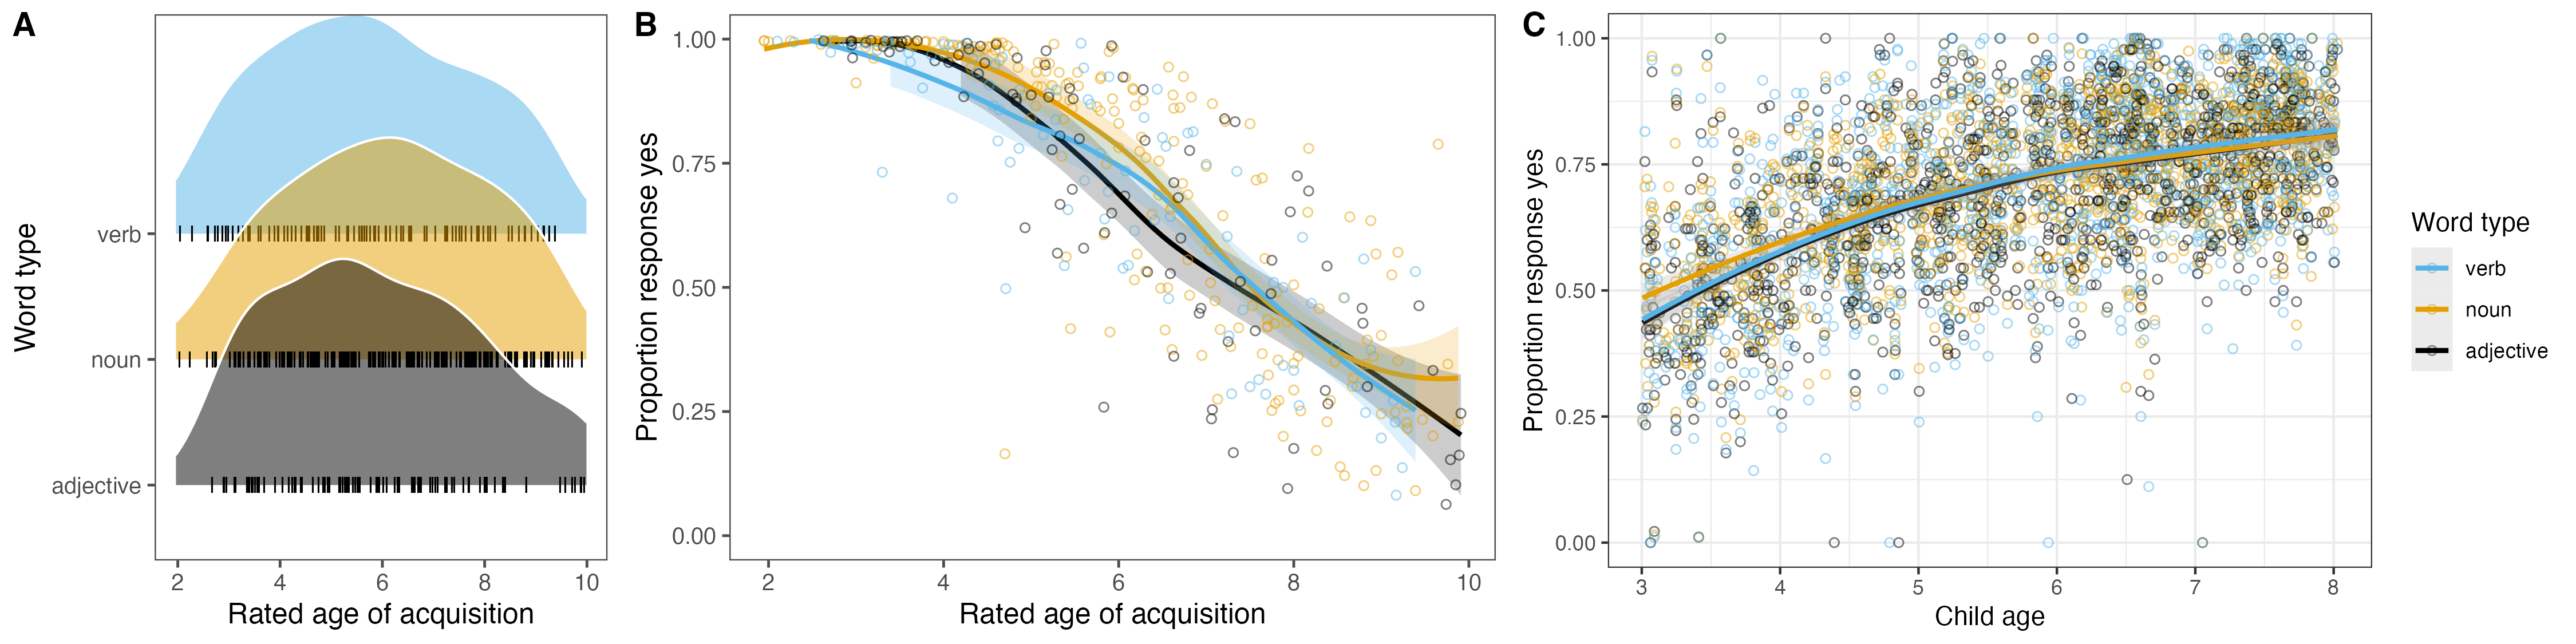 A
Word type
verb
noun
adjective
2 4 6 8 10
Rated age of acquisition
B
Proportion response yes
1.00
0.75
0.50
0.25
0.00
2 4 6 8 10
Rated age of acquisition
C
Proportion response yes
1.00
0.75
0.50
0.25
0.00
3 4 5 6 7 8
Child age
Word type
verb
noun
adjective